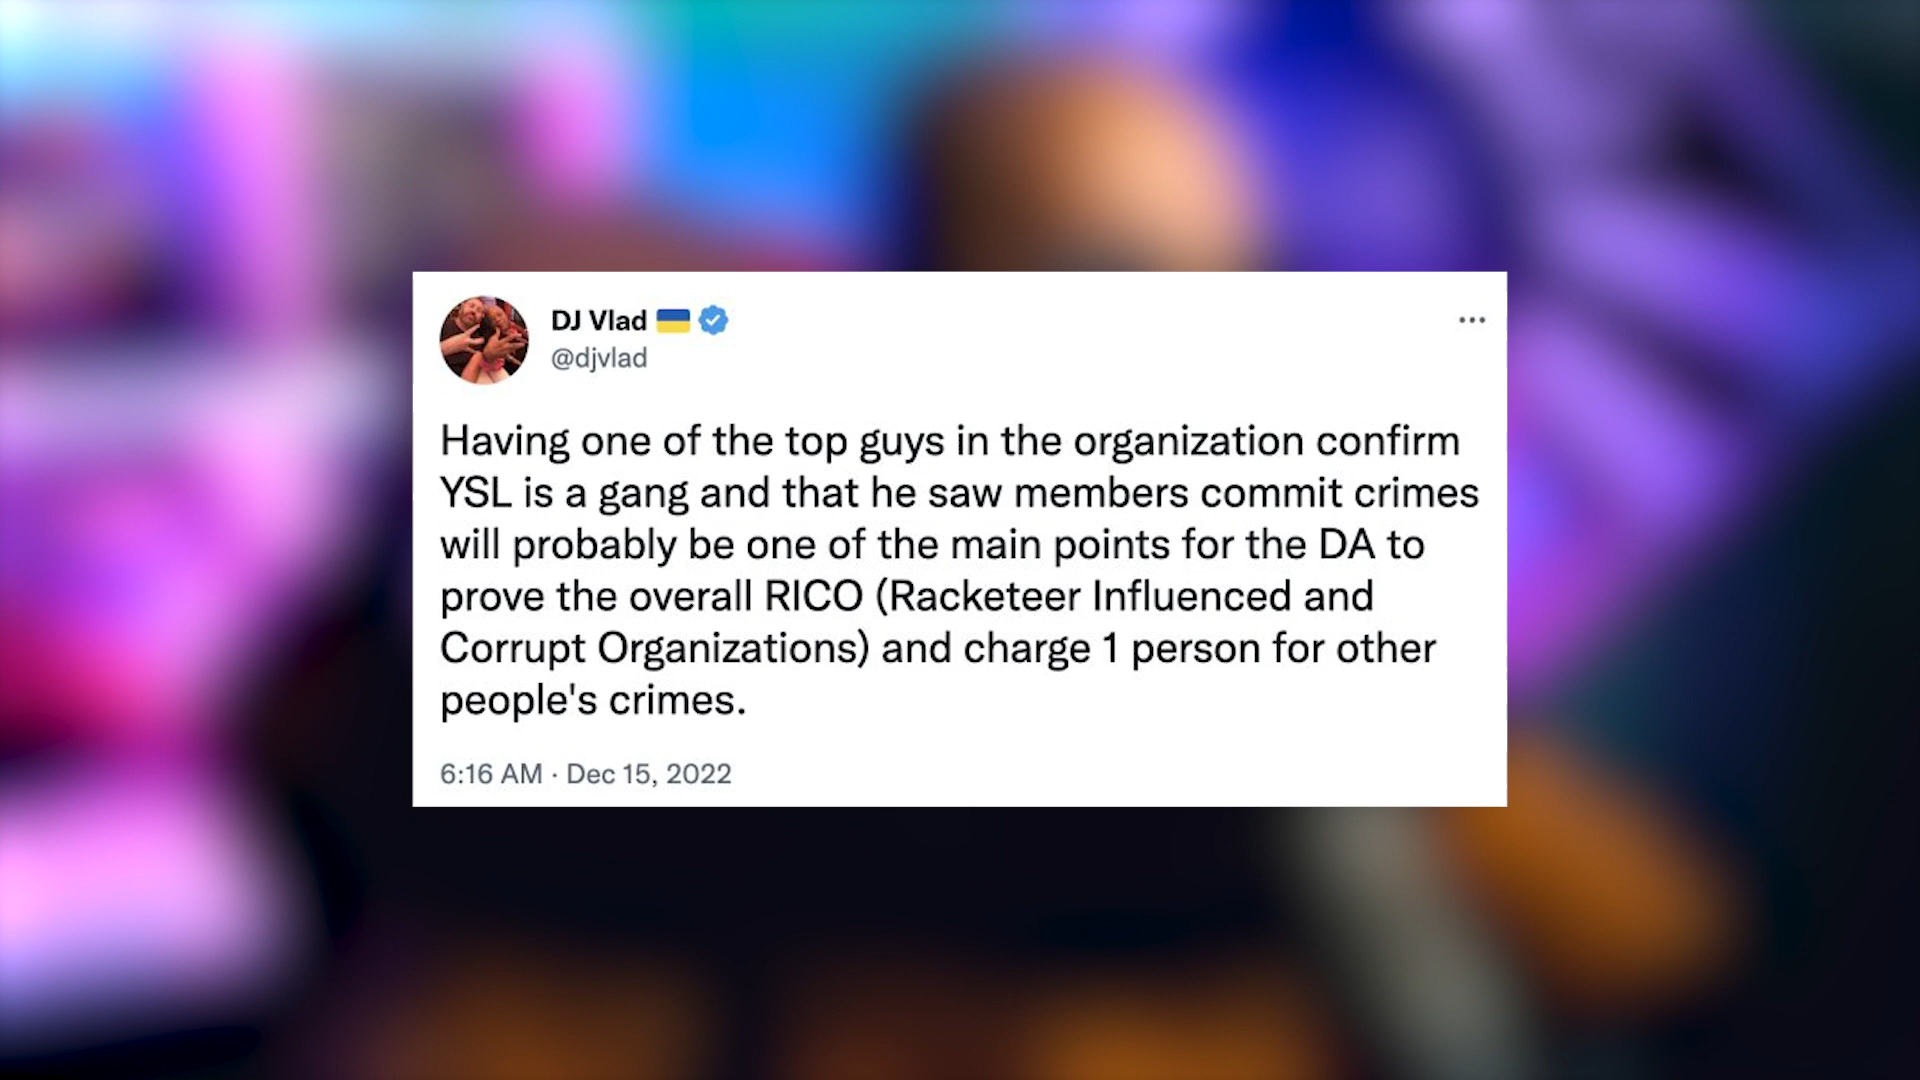 DJ Vlad
@djvlad
Having one of the top guys in the organization confirm
YSL is a gang and that he saw members commit crimes
will probably be one of the main points for the DA to
prove the overall RICO (Racketeer Influenced and
Corrupt Organizations) and charge 1 person for other
people's crimes.
6:16 AM · Dec 15, 2022